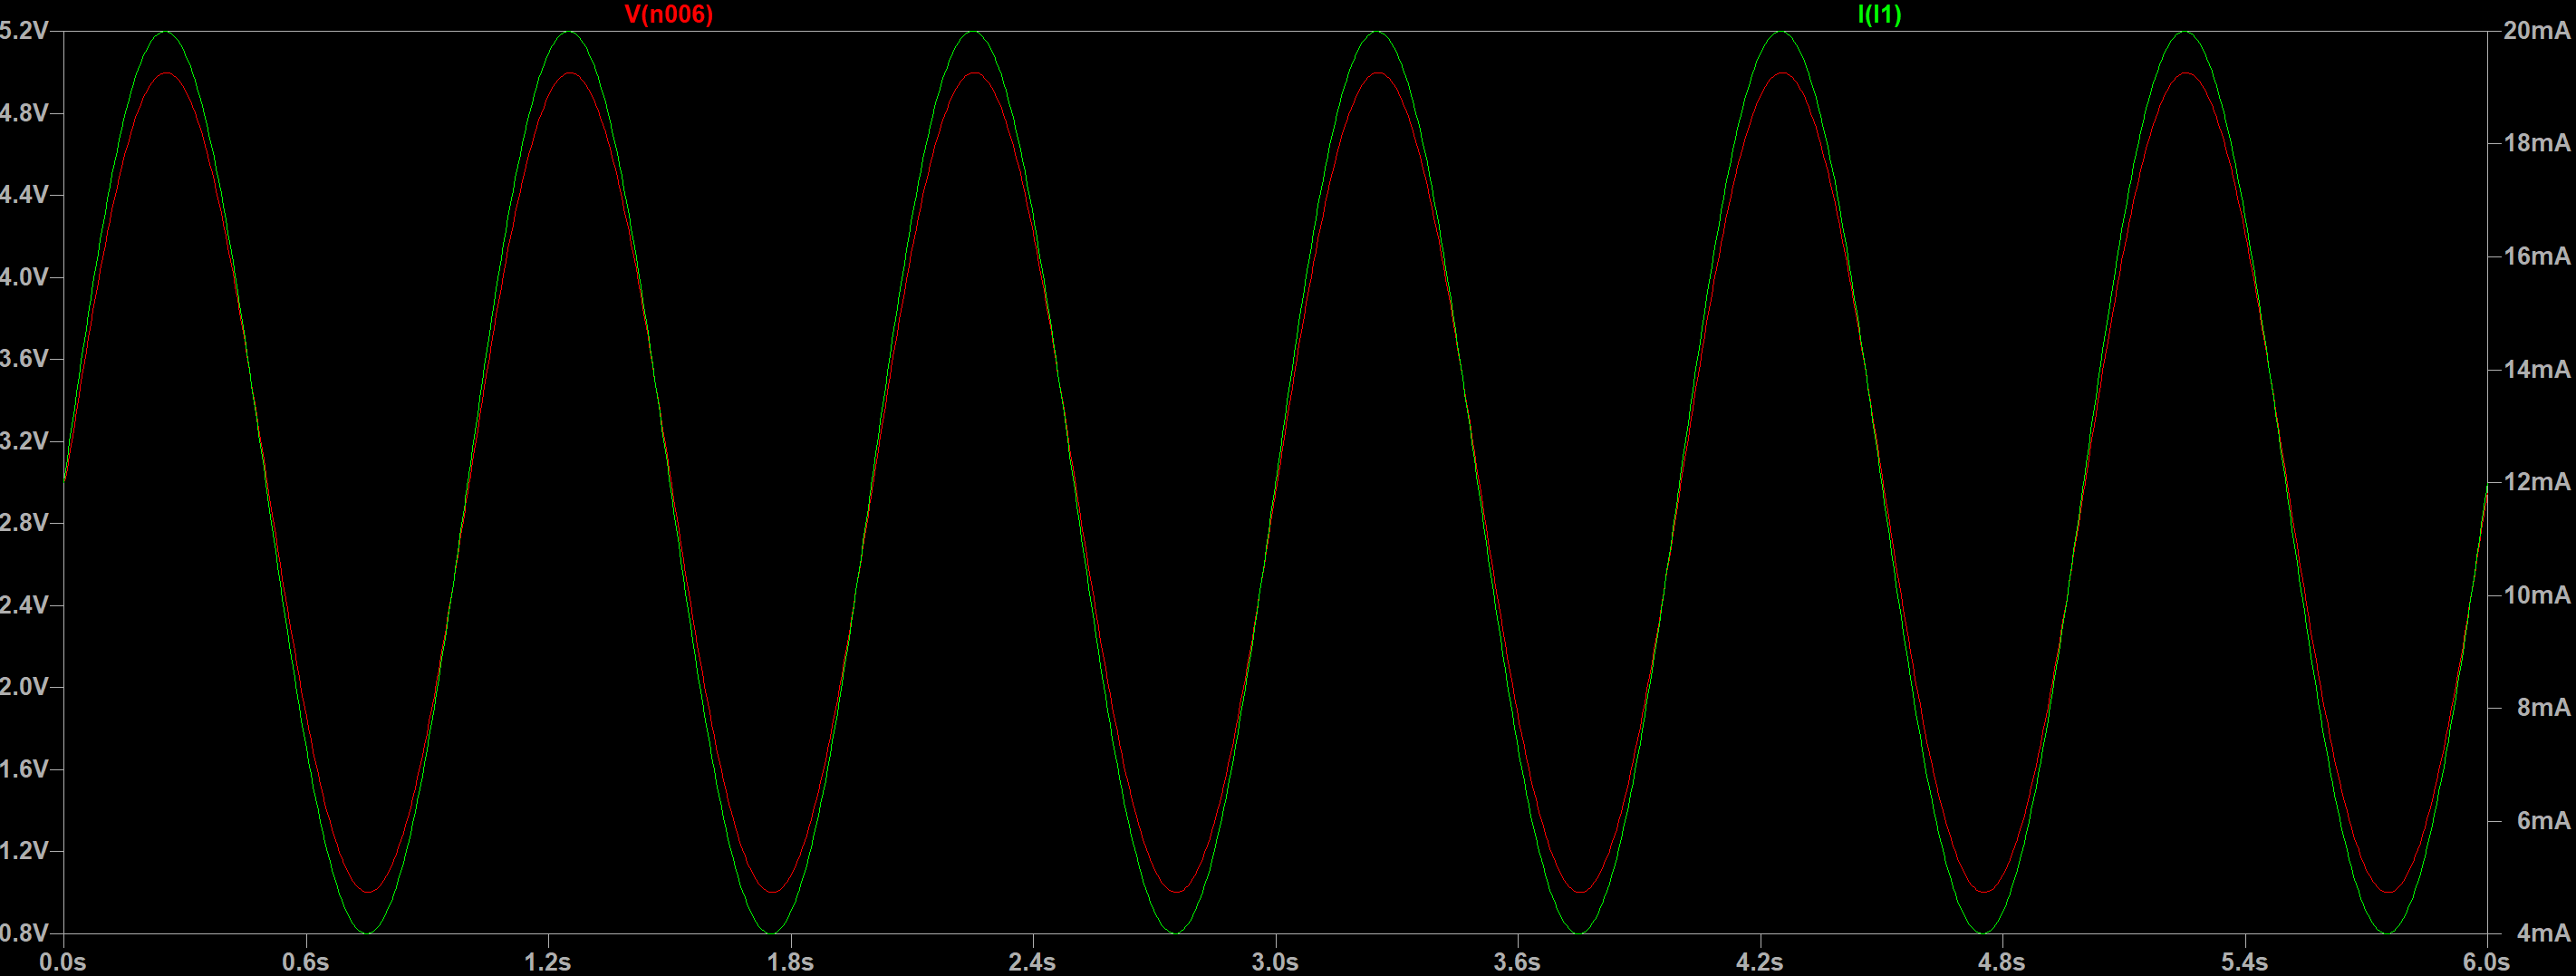 V(n006) I(I1)
5.2V 20mA
4.8V
18mA
4.4V
4.0V 16mA
3.6V 14mA
3.2V
12mA
2.8V
2.4V 10mA
2.0V
8mA
1.6V
1.2V 6mA
0.8V 4mA
0.0s 0.6s 1.2s 1.8s 2.4s 3.0s 3.6s 4.2s 4.8s 5.4s 6.0s